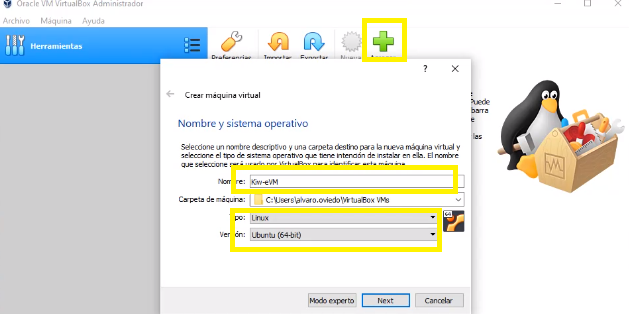 Oracle VM VirtualBox Administrador
Archivo Máquina Ayuda
Herramientas
Preferencias Importar Exportar
? ×
Crear máquina virtual
Nombre y sistema operativo
Seleccione un nombre descriptivo y una carpeta destino para la nueva máquina virtual y
seleccione el tipo de sistema operativo que tiene intención de instalar en ella. El nombre
que seleccione será usado por VirtualBox para identificar esta máquina.
Puede
barra
las
Nombre: Kiw-eVM
Carpeta de máquina: C:\Users\alvaro.oviedo\VirtualBox VMs
Tipo: Linux
64
Versión: Ubuntu (64-bit)
Modo experto Next Cancelar